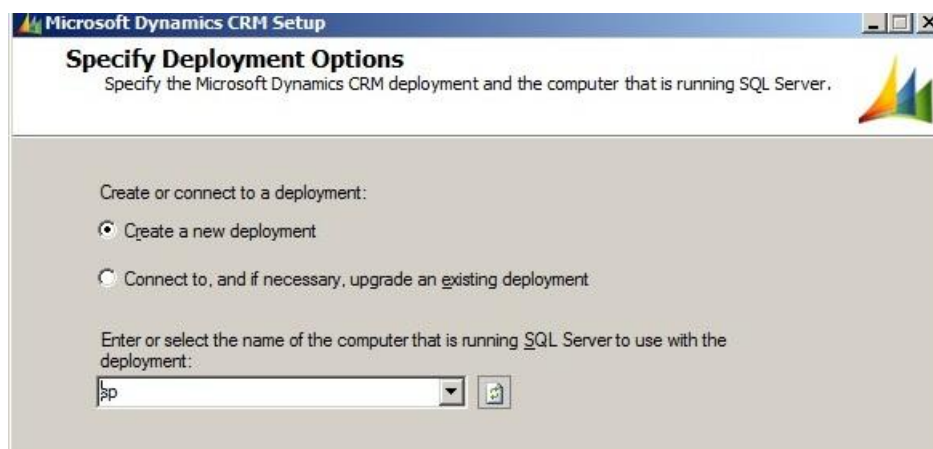 Microsoft Dynamics CRM Setup
Specify Deployment Options
Specify the Microsoft Dynamics CRM deployment and the computer that is running SQL Server.
Create or connect to a deployment:
Create a new deployment
Connect to, and if necessary, upgrade an existing deployment
Enter or select the name of the computer that is running SQL Server to use with the
deployment:
sp